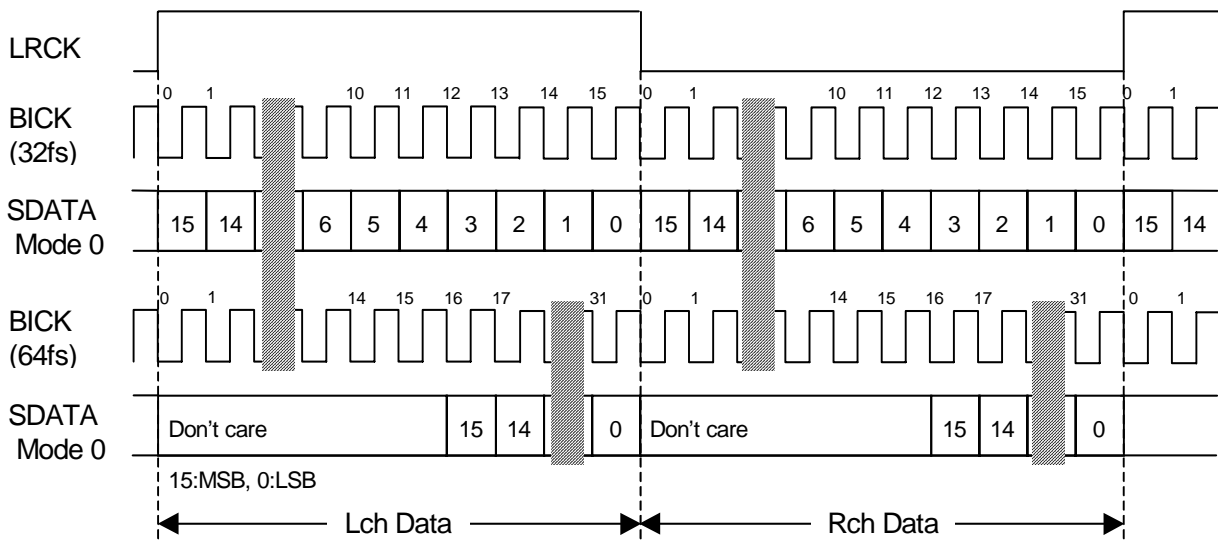 LRCK
0 1 10 11 12 13 14 15 0 1 10 11 12 13 14 15 0 1
BICK
(32fs)
SDATA
Mode 0
15 14 6 5 4 3 2 1 0 15 14 6 5 4 3 2 1 0 15 14
0 1 14 15 16 17 31 0 1 14 15 16 17 31 0 1
BICK
(64fs)
SDATA
Mode 0
Don't care 15 14 0 Don't care 15 14 0
15:MSB, 0:LSB
Lch Data Rch Data